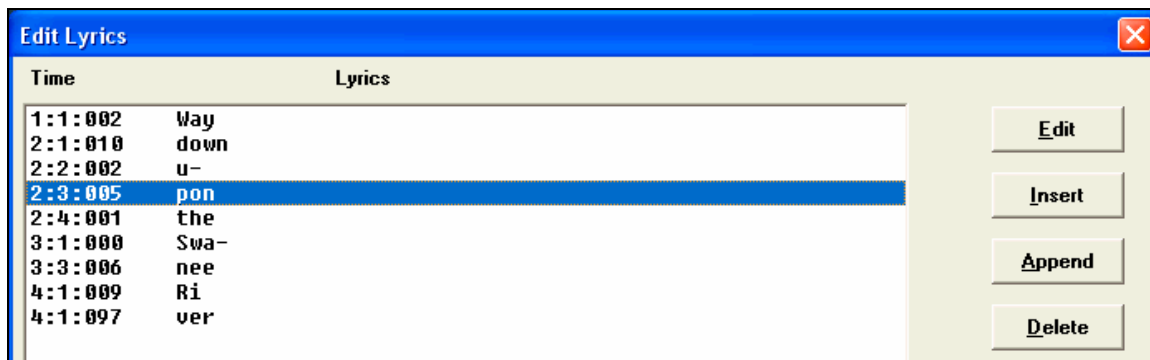 Edit Lyrics
Time Lyrics
1:1:002 Way
2:1:010 down
2:2:002 u-
2:3:005 pon
2:4:001 the
3:1:000 Swa-
3:3:006 nee
4:1:009 Ri
4:1:097 ver
Edit
Insert
Append
Delete